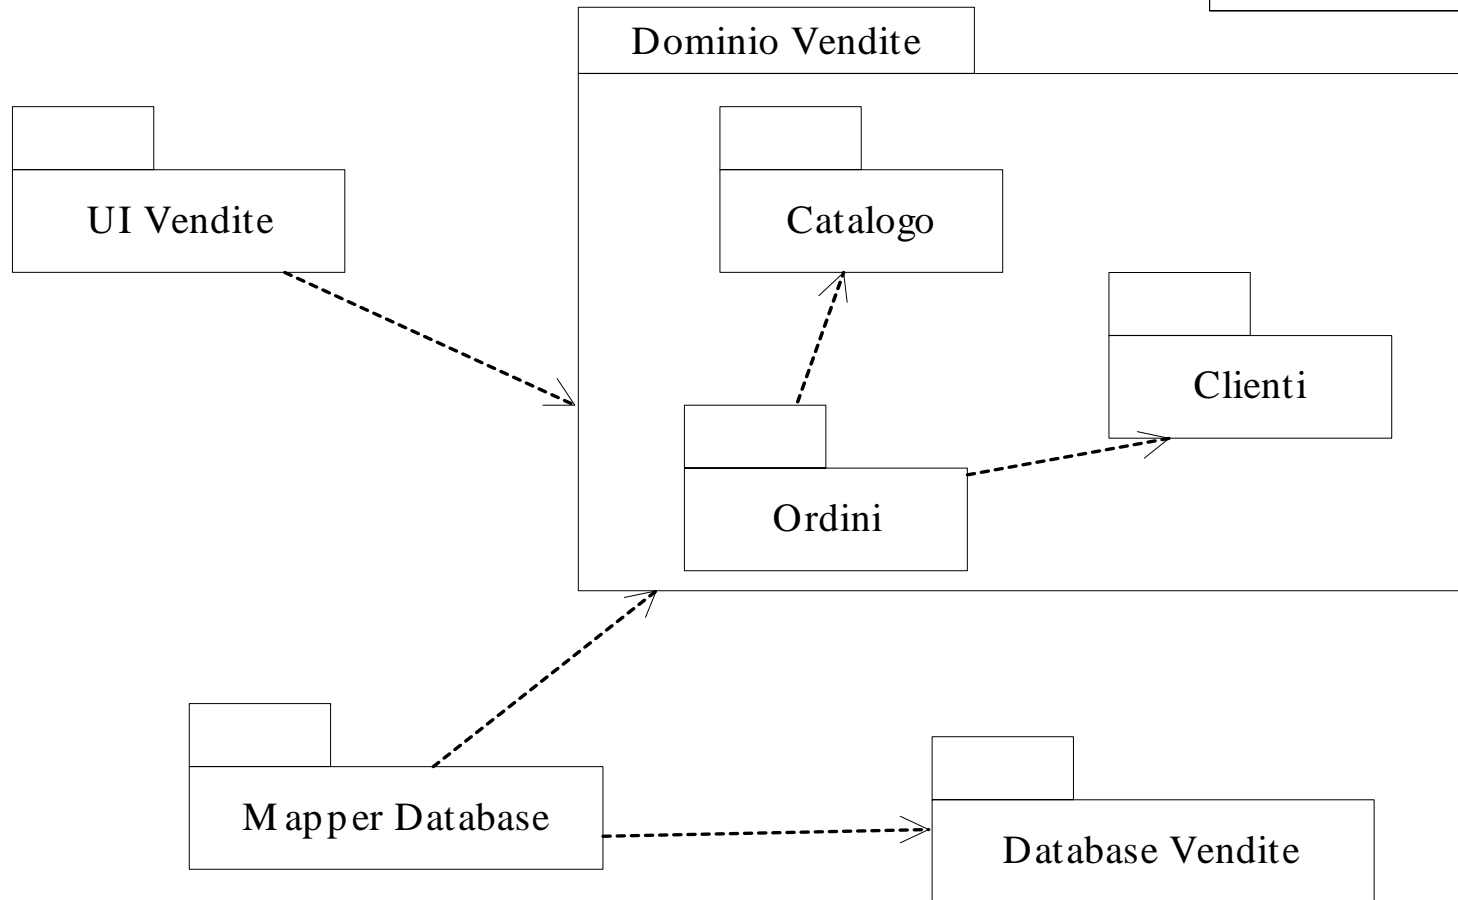 Dominio Vendite
UI Vendite
Catalogo
Clienti
Ordini
Mapper Database
Database Vendite